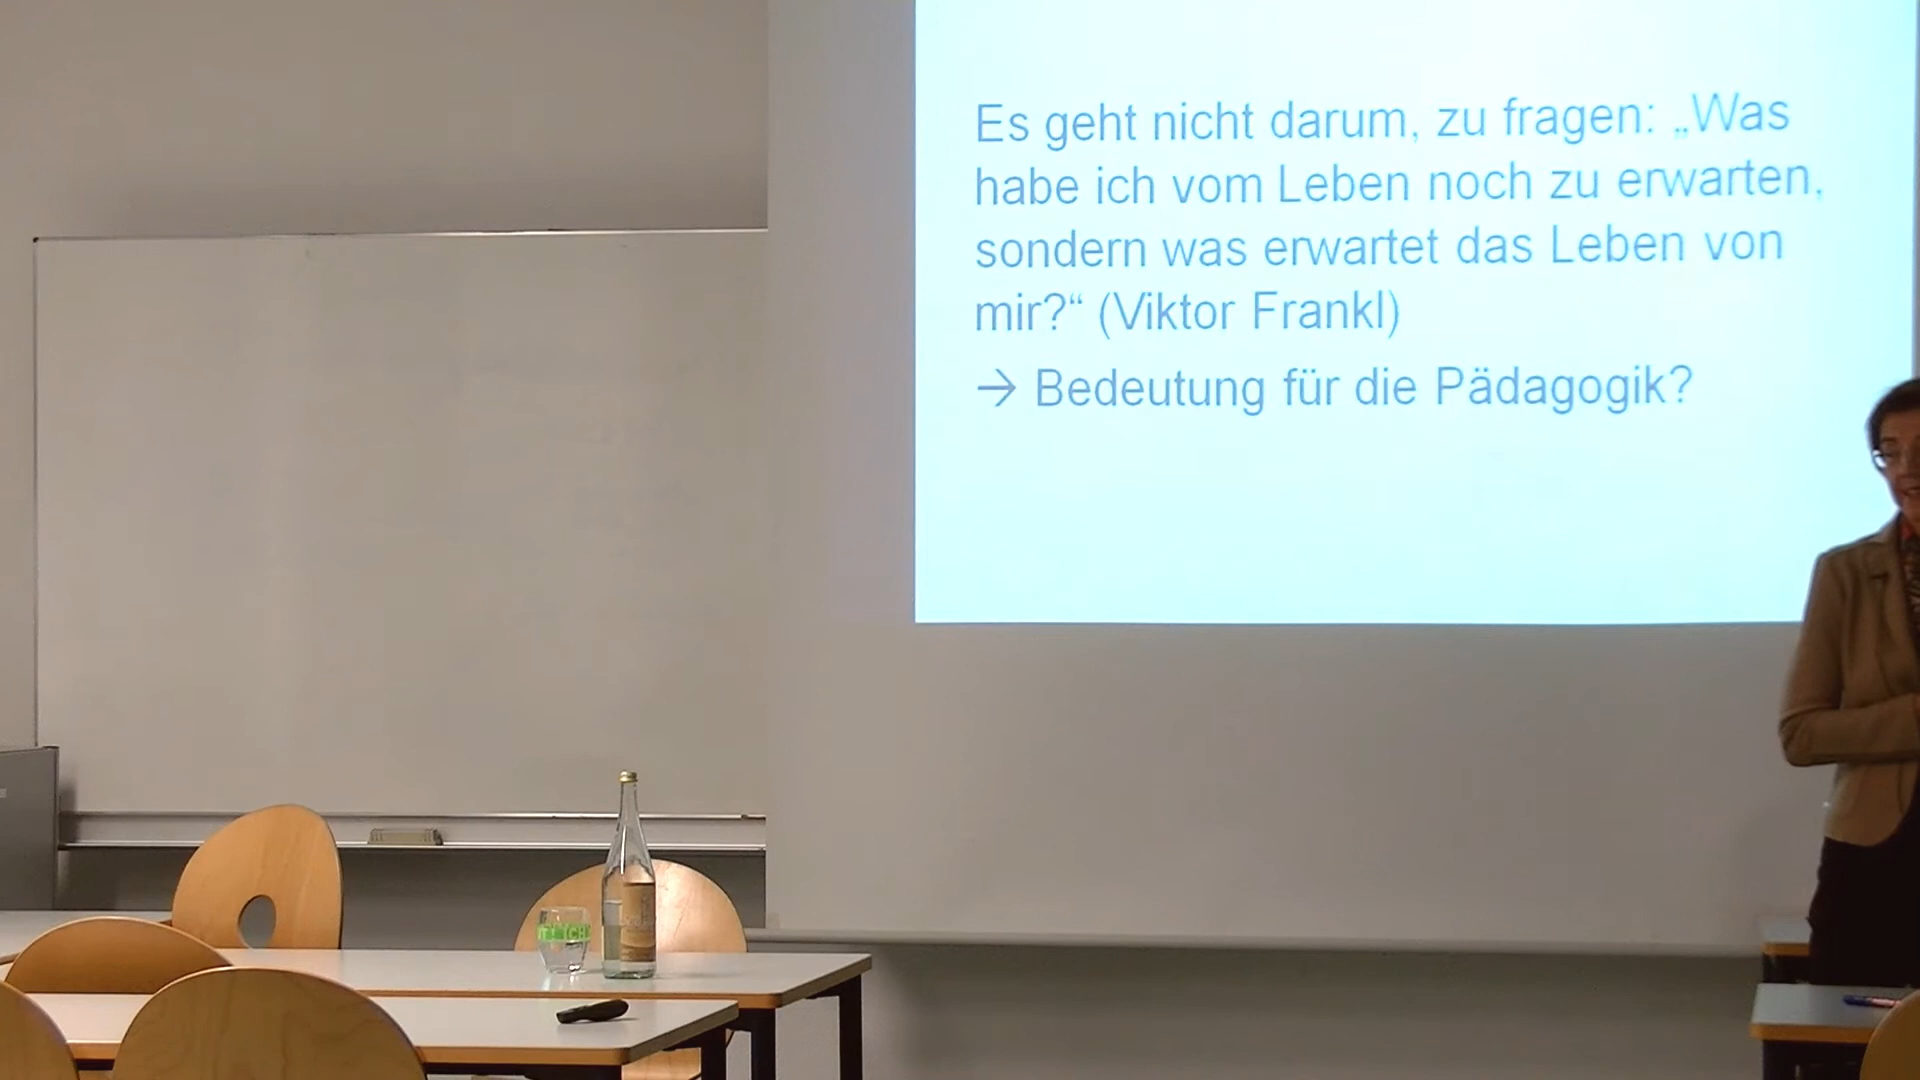 Es geht nicht darum, zu fragen: „Was
habe ich vom Leben noch zu erwarten,
sondern was erwartet das Leben von
mir?“ (Viktor Frankl)
→ Bedeutung für die Pädagogik?